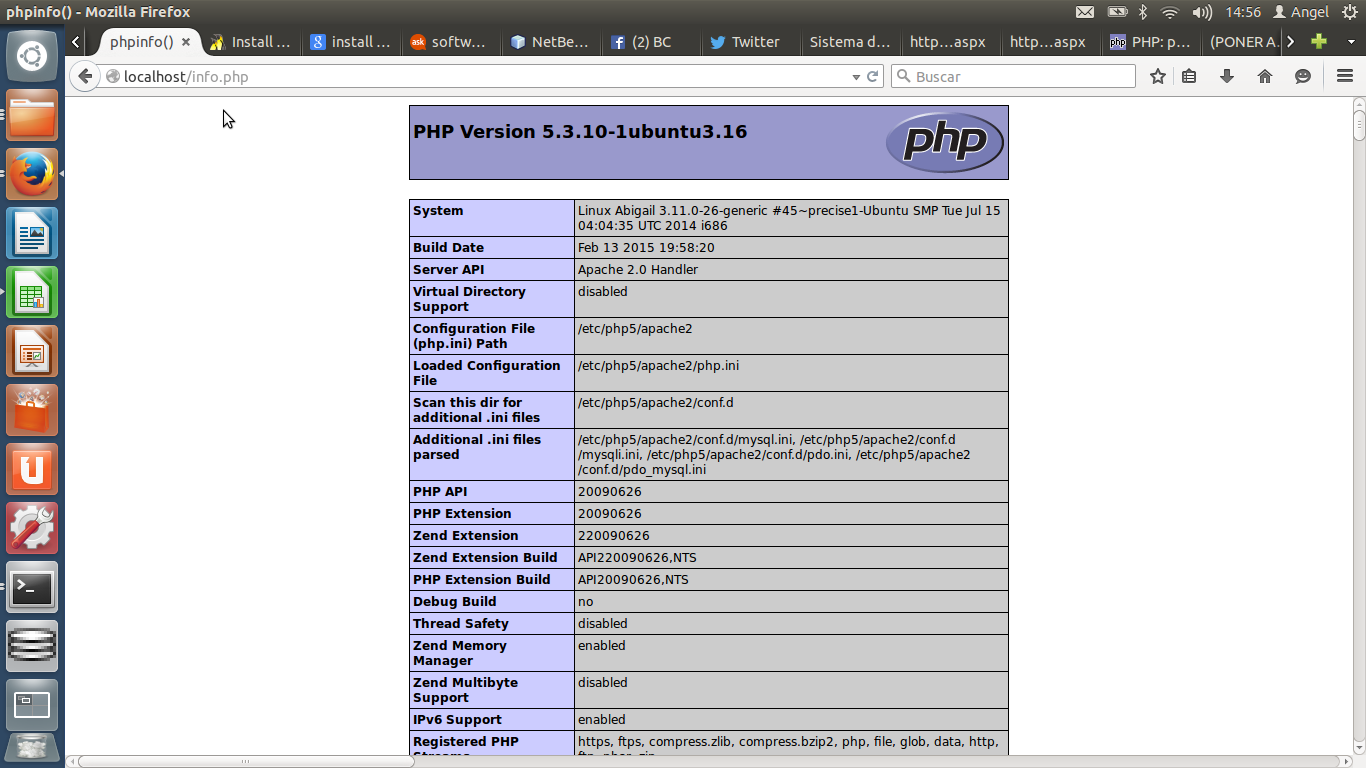 phpinfo() - Mozilla Firefox
14:56
Angel
phpinfo()
Install ...
install ...
ask
softw...
NetBe...
(2) BC
Twitter
Sistema d...
http...aspx
http...aspx
php
PHP: p...
(PONER A.
localhost/info.php
Buscar
PHP Version 5.3.10-1ubuntu3.16
php
System
Linux Abigail 3.11.0-26-generic #45~precise1-Ubuntu SMP Tue Jul 15
04:04:35 UTC 2014 i686
Build Date
Feb 13 2015 19:58:20
Server API
Apache 2.0 Handler
Virtual Directory
Support
disabled
Configuration File
(php.ini) Path
/etc/php5/apache2
Loaded Configuration
File
/etc/php5/apache2/php.ini
Scan this dir for
additional .ini files
/etc/php5/apache2/conf.d
Additional .ini files
parsed
/etc/php5/apache2/conf.d/mysql.ini, /etc/php5/apache2/conf.d
/mysqli.ini, /etc/php5/apache2/conf.d/pdo.ini, /etc/php5/apache2
/conf.d/pdo_mysql.ini
PHP API
20090626
PHP Extension
20090626
Zend Extension
220090626
Zend Extension Build
API220090626,NTS
PHP Extension Build
API20090626,NTS
Debug Build
no
Thread Safety
disabled
Zend Memory
Manager
enabled
Zend Multibyte
Support
disabled
IPv6 Support
enabled
Registered PHP
https, ftps, compress.zlib, compress.bzip2, php, file, glob, data, http,